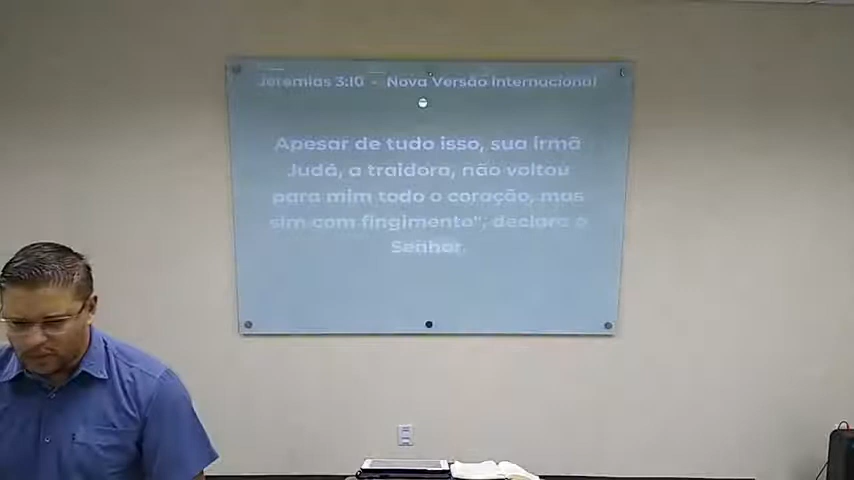 Jeremias 3:10 - Nova Versão Internacional
Apesar de tudo isso, sua irmã
Judá, a traidora, não voltou
para mim todo o coração, mas
sim com fingimento", declara o
Senhor.